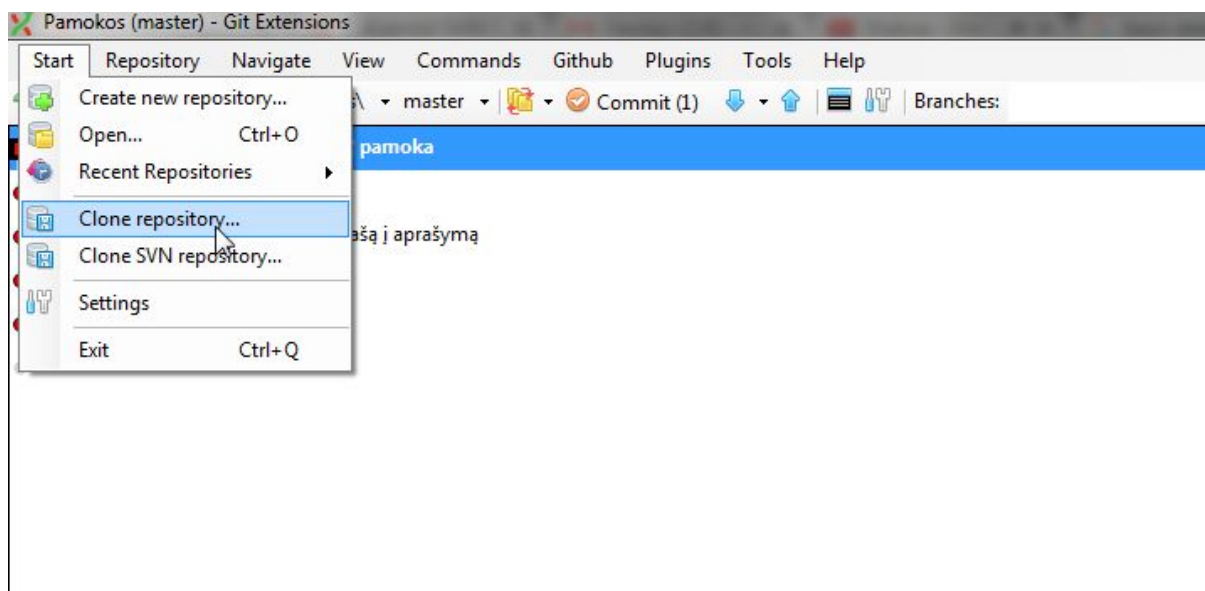 Pamokos (master) - Git Extensions
Start Repository Navigate View Commands Github Plugins Tools Help
Create new repository... master Commit (1) Branches:
Open... Ctrl+O
pamoka
Recent Repositories
Clone repository...
ašą į aprašymą
Clone SVN repository...
Settings
Exit Ctrl+Q